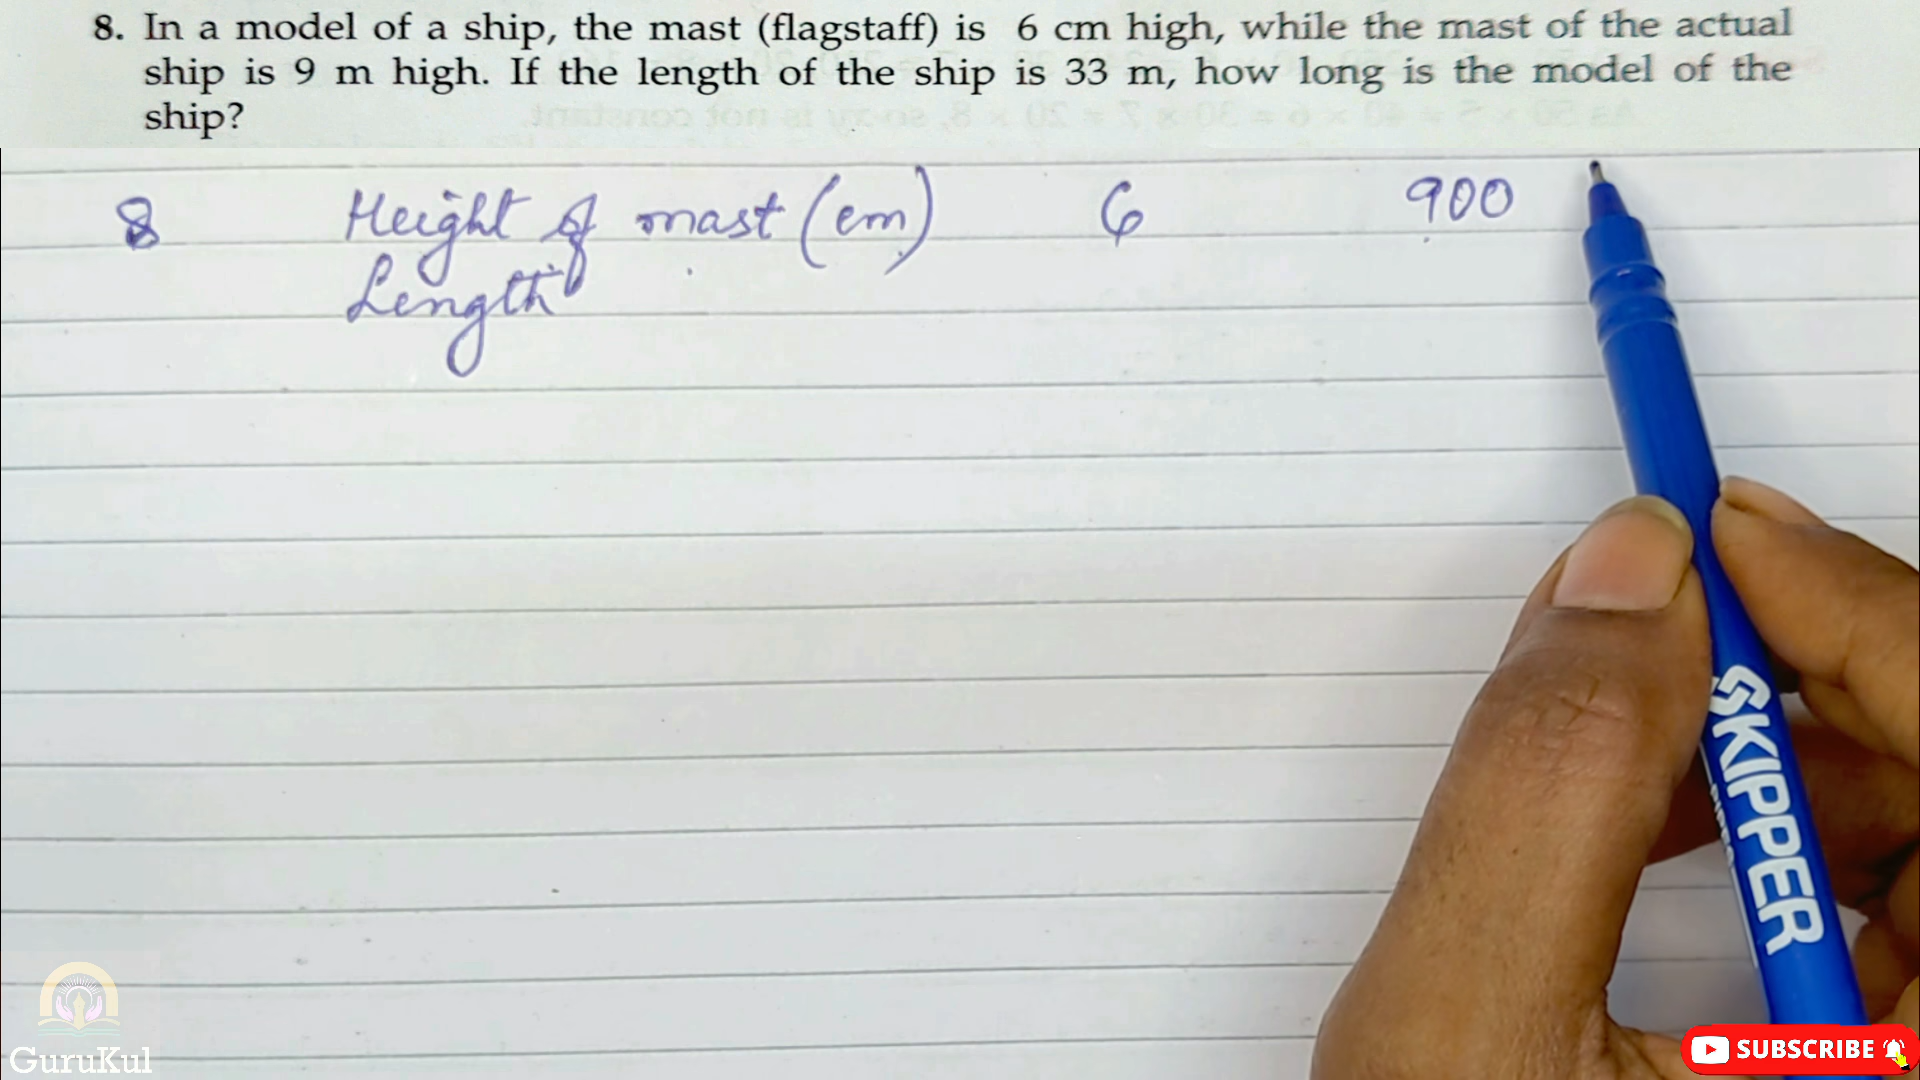 8. In a model of a ship, the mast (flagstaff) is 6 cm high, while the mast of the actual
ship is 9 m high. If the length of the ship is 33 m, how long is the model of the
ship?
8 Height of mast (cm) 6 900
Length
SKIPPER
GuruKul
SUBSCRIBE